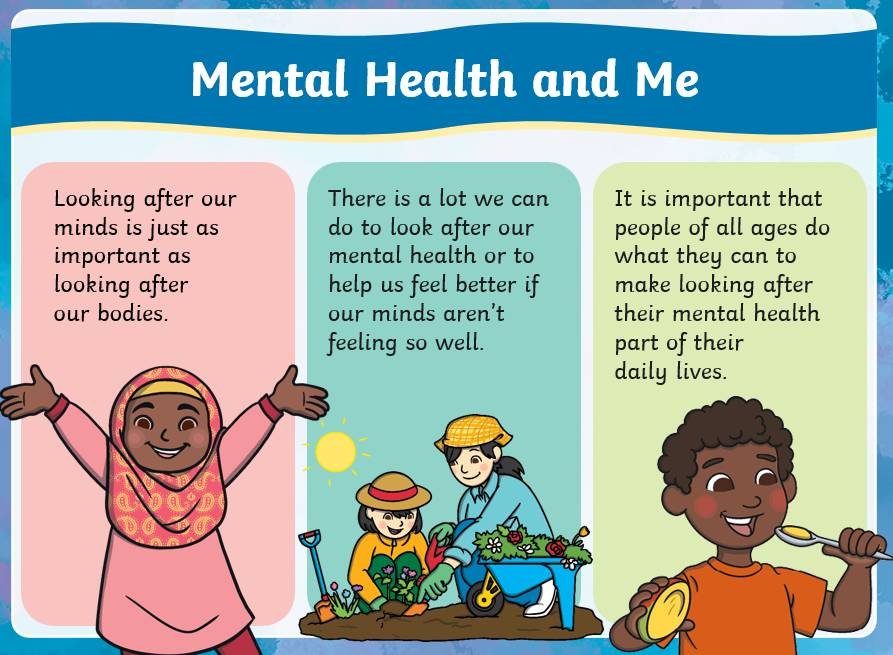 Mental Health and Me
Looking after our
minds is just as
important as
looking after
our bodies.
There is a lot we can
do to look after our
mental health or to
help us feel better if
our minds aren't
feeling so well.
It is important that
people of all ages do
what they can to
make looking after
their mental health
part of their
daily lives.